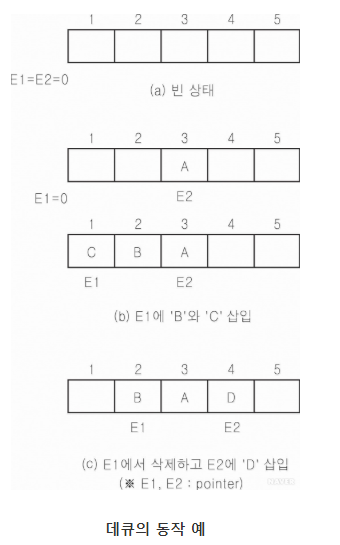 1 2 3 4 5
E1=E2=0
(a) 빈 상태
1 2 3 4 5
A
E1=0
E2
1 2 3 4 5
C B A
E1 E2
(b) E1에 'B'와 'C' 삽입
1 2 3 4 5
B A D
E1 E2
(c) E1에서 삭제하고 E2에 'D' 삽입
(※ E1, E2 : pointer)
데큐의 동작 예